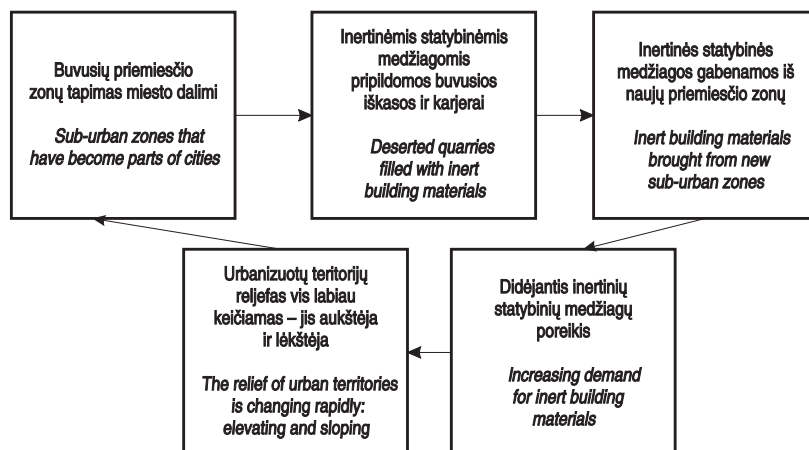 Buvusių priemiesčio
zonų tapimas miesto dalimi
Sub-urban zones that
have become parts of cities
Inertinėmis statybinėmis
medžiagomis
pripildomos buvusios
iškasos ir karjerai
Deserted quarries
filled with inert
building materials
Inertinės statybinės
medžiagos gabenamos iš
naujų priemiesčio zonų
Inert building materials
brought from new
sub-urban zones
Didėjantis inertinių
statybinių medžiagų
poreikis
Increasing demand
for inert building
materials
Urbanizuotų teritorijų
reljefas vis labiau
keičiamas – jis aukštėja
ir lėkštėja
The relief of urban territories
is changing rapidly:
elevating and sloping